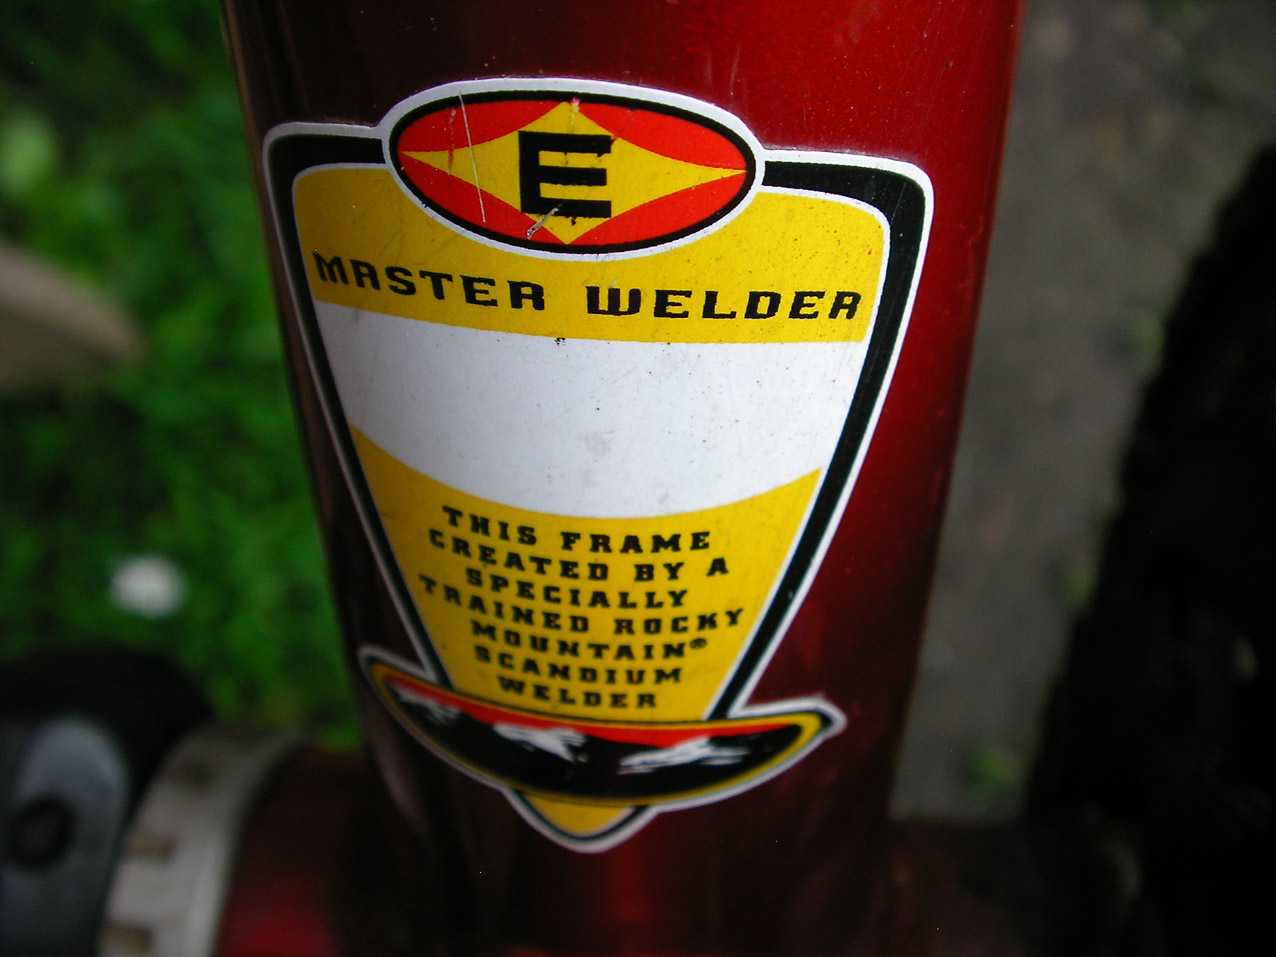 E
MASTER WELDER
THIS FRAME
CREATED BY A
SPECIALLY
TRAINED ROCKY
MOUNTAIN®
SCANDIUM
WELDER